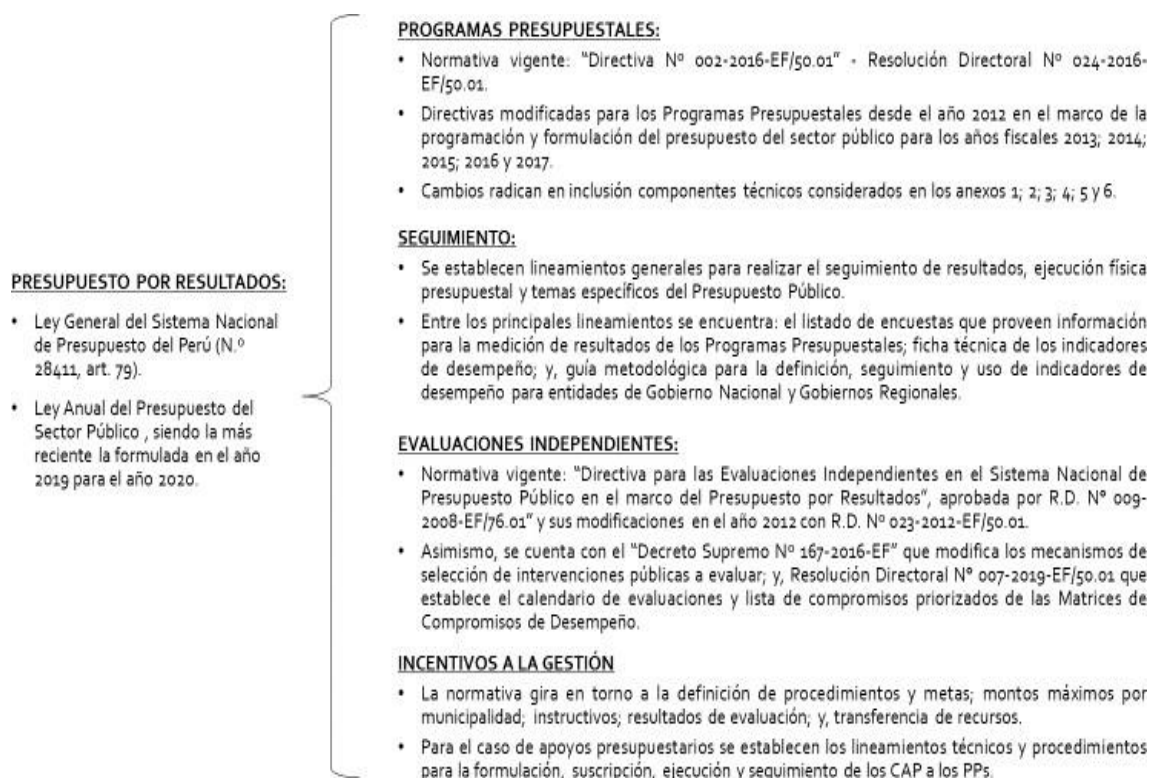 PRESUPUESTO POR RESULTADOS:
• Ley General del Sistema Nacional
de Presupuesto del Perú (N.º
28411, art. 79).
• Ley Anual del Presupuesto del
Sector Público , siendo la más
reciente la formulada en el año
2019 para el año 2020.
PROGRAMAS PRESUPUESTALES:
• Normativa vigente: "Directiva Nº 002-2016-EF/50.01" - Resolución Directoral Nº 024-2016-
EF/50.01.
• Directivas modificadas para los Programas Presupuestales desde el año 2012 en el marco de la
programación y formulación del presupuesto del sector público para los años fiscales 2013; 2014;
2015; 2016 y 2017.
• Cambios radican en inclusión componentes técnicos considerados en los anexos 1; 2; 3; 4; 5 y 6.
SEGUIMIENTO:
• Se establecen lineamientos generales para realizar el seguimiento de resultados, ejecución física
presupuestal y temas específicos del Presupuesto Público.
• Entre los principales lineamientos se encuentra: el listado de encuestas que proveen información
para la medición de resultados de los Programas Presupuestales; ficha técnica de los indicadores
de desempeño; y, guía metodológica para la definición, seguimiento y uso de indicadores de
desempeño para entidades de Gobierno Nacional y Gobiernos Regionales.
EVALUACIONES INDEPENDIENTES:
• Normativa vigente: "Directiva para las Evaluaciones Independientes en el Sistema Nacional de
Presupuesto Público en el marco del Presupuesto por Resultados", aprobada por R.D. N° 009-
2008-EF/76.01" y sus modificaciones en el año 2012 con R.D. Nº 023-2012-EF/50.01.
• Asimismo, se cuenta con el "Decreto Supremo Nº 167-2016-EF" que modifica los mecanismos de
selección de intervenciones públicas a evaluar; y, Resolución Directoral N° 007-2019-EF/50.01 que
establece el calendario de evaluaciones y lista de compromisos priorizados de las Matrices de
Compromisos de Desempeño.
INCENTIVOS A LA GESTIÓN
• La normativa gira en torno a la definición de procedimientos y metas; montos máximos por
municipalidad; instructivos; resultados de evaluación; y, transferencia de recursos.
• Para el caso de apoyos presupuestarios se establecen los lineamientos técnicos y procedimientos
para la formulación, suscripción, ejecución y seguimiento de los CAP a los PPs.